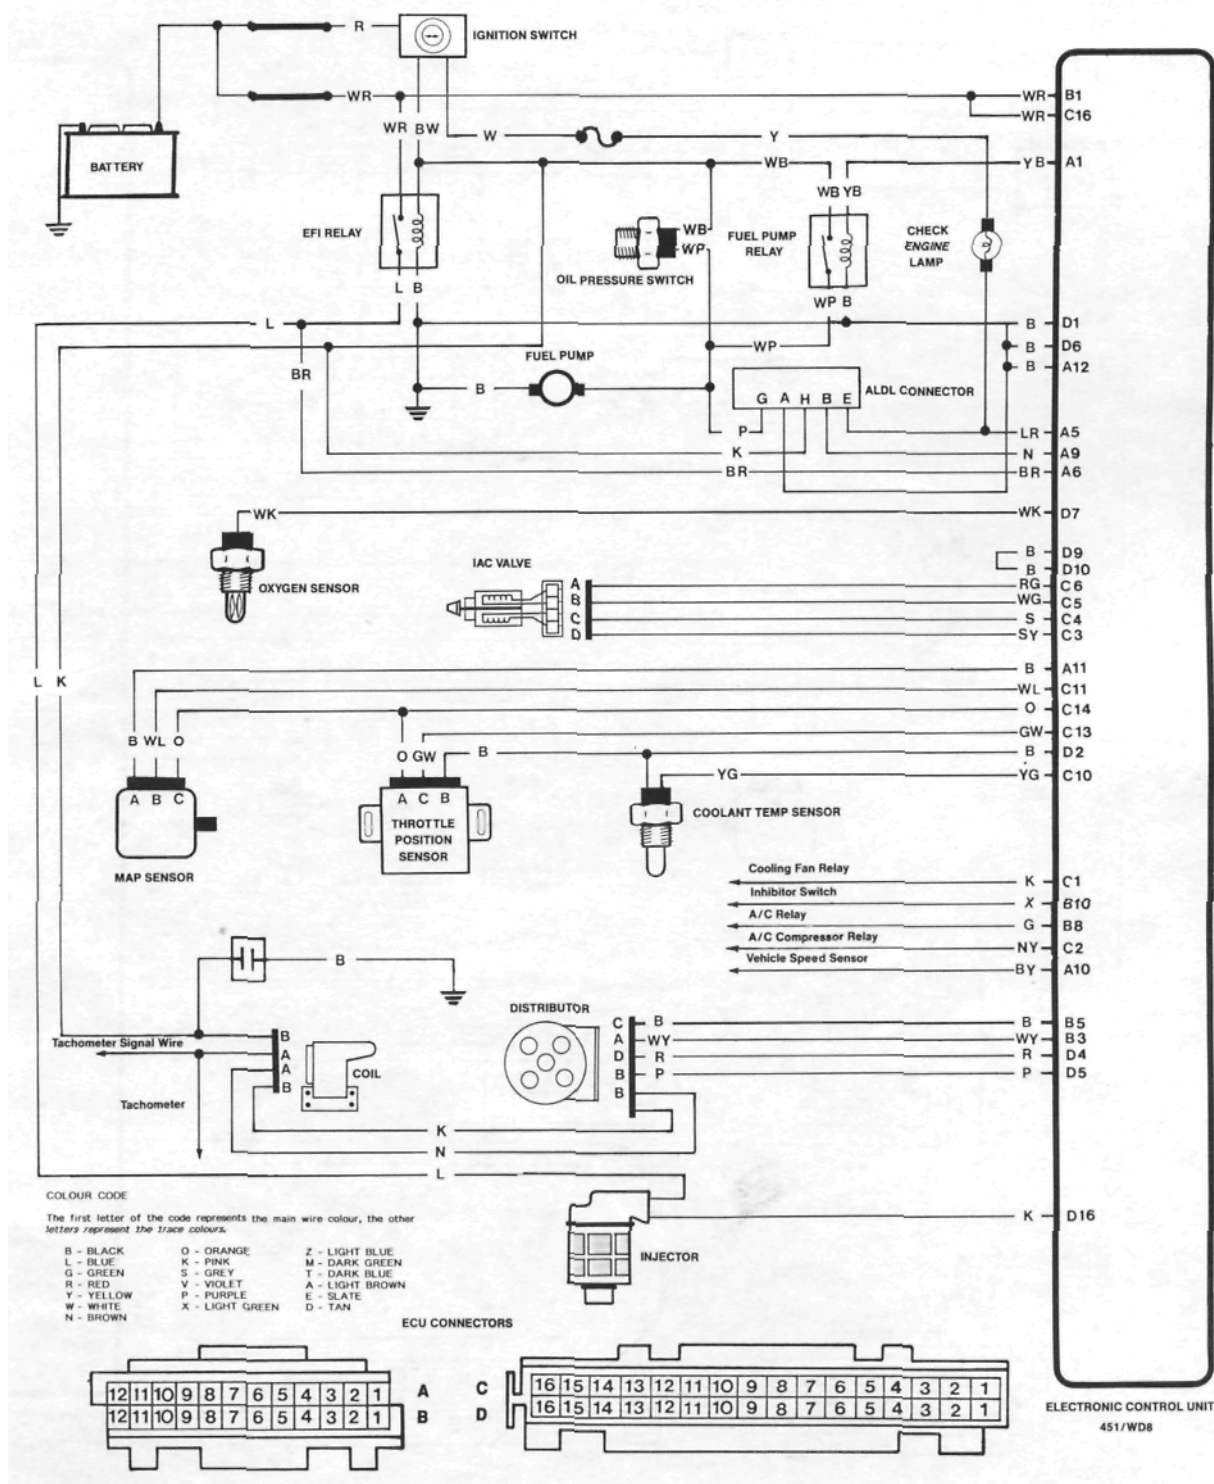 R
IGNITION SWITCH
WR
WR B1
WR C16
WR BW
W
Y
BATTERY
WB
Y B A1
WB YB
EFI RELAY
WB
WP
FUEL PUMP
RELAY
CHECK
ENGINE
LAMP
OIL PRESSURE SWITCH
L B
WP B
L
B D1
WP
B D6
BR
FUEL PUMP
B A12
B
ALDL CONNECTOR
G A H B E
P
LR A5
K
N A9
BR
BR A6
WK
WK D7
OXYGEN SENSOR
IAC VALVE
B D9
B D10
A
RG C6
B
WG C5
C
S C4
D
SY C3
L K
B A11
WL C11
O C14
B WL O
GW C13
O GW
B
B D2
YG
YG C10
A B C
A C B
THROTTLE
POSITION
SENSOR
COOLANT TEMP SENSOR
MAP SENSOR
Cooling Fan Relay
K C1
Inhibitor Switch
X B10
A/C Relay
G B8
A/C Compressor Relay
NY C2
Vehicle Speed Sensor
BY A10
B
DISTRIBUTOR
C B
B B5
A WY
WY B3
D R
R D4
B P
P D5
B
B
Tachometer Signal Wire
A
A
B
COIL
Tachometer
K
N
L
K D16
INJECTOR
COLOUR CODE
The first letter of the code represents the main wire colour, the other
letters represent the trace colours.
B - BLACK O - ORANGE Z - LIGHT BLUE
L - BLUE K - PINK M - DARK GREEN
G - GREEN S - GREY T - DARK BLUE
R - RED V - VIOLET A - LIGHT BROWN
Y - YELLOW P - PURPLE E - SLATE
W - WHITE X - LIGHT GREEN D - TAN
N - BROWN
ECU CONNECTORS
12 11 10 9 8 7 6 5 4 3 2 1 A
12 11 10 9 8 7 6 5 4 3 2 1 B
C 16 15 14 13 12 11 10 9 8 7 6 5 4 3 2 1
D 16 15 14 13 12 11 10 9 8 7 6 5 4 3 2 1
ELECTRONIC CONTROL UNIT
451/WD8